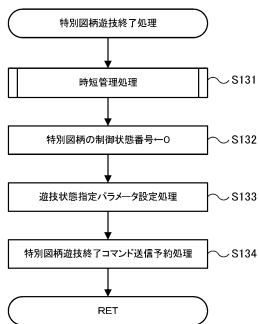 特別図柄遊技終了処理
時短管理処理
S131
特別図柄の制御状態番号←0
S132
遊技状態指定パラメータ設定処理
S133
特別図柄遊技終了コマンド送信予約処理
S134
RET